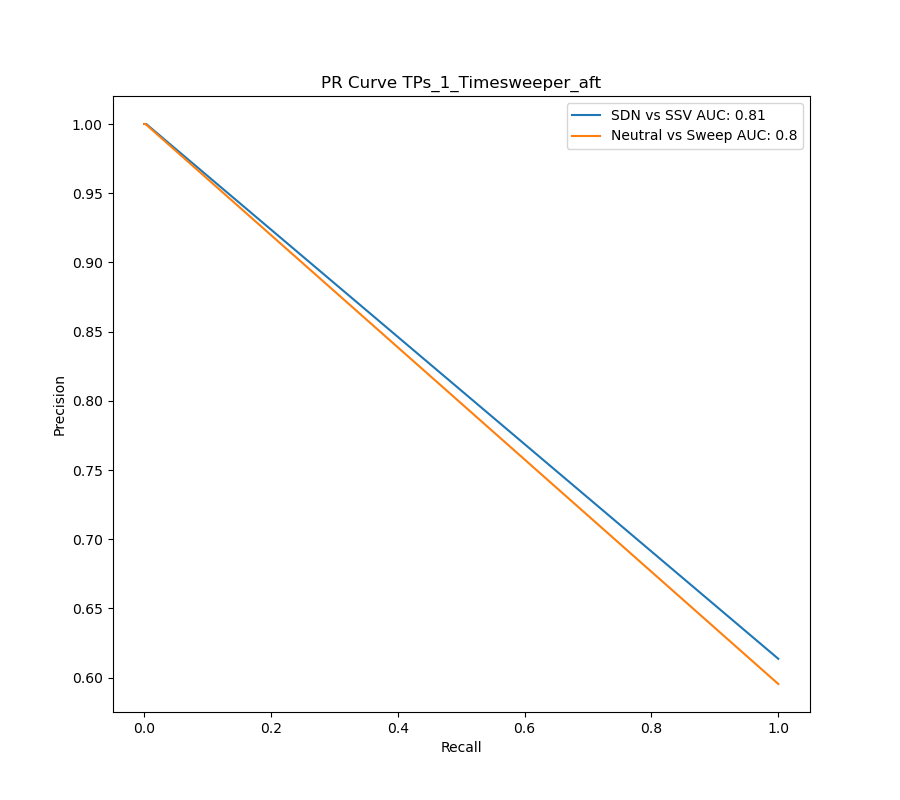 PR Curve TPs_1_Timesweeper_aft
SDN vs SSV AUC: 0.81
Neutral vs Sweep AUC: 0.8
1.00
0.95
0.90
0.85
0.80
0.75
0.70
0.65
0.60
Precision
0.0 0.2 0.4 0.6 0.8 1.0
Recall